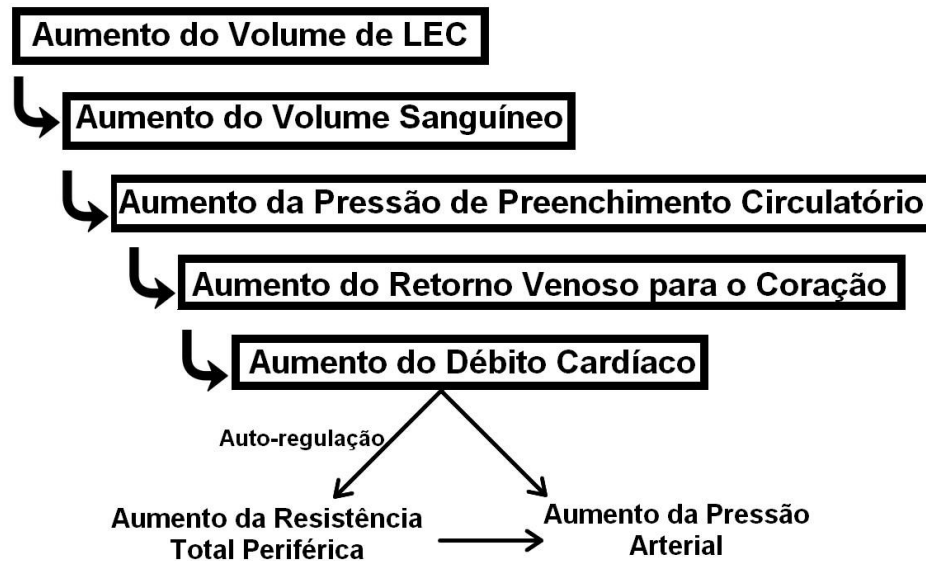 Aumento do Volume de LEC
Aumento do Volume Sanguíneo
Aumento da Pressão de Preenchimento Circulatório
Aumento do Retorno Venoso para o Coração
Aumento do Débito Cardíaco
Auto-regulação
Aumento da Resistência
Total Periférica
Aumento da Pressão
Arterial